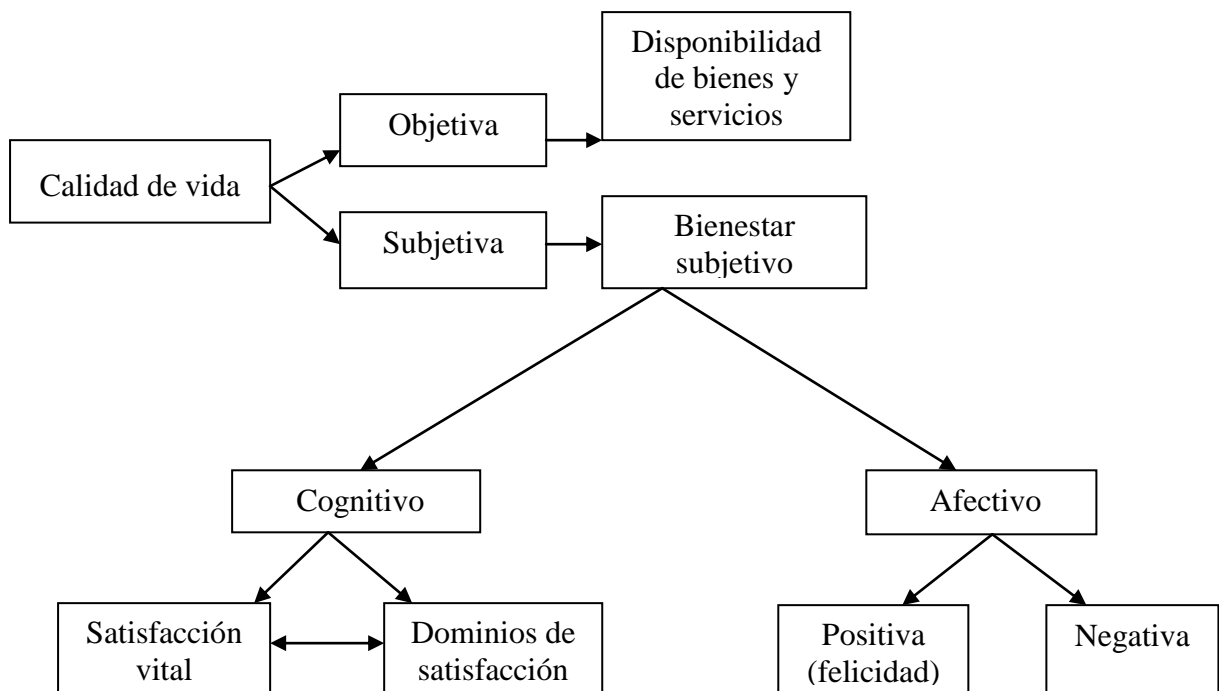 Disponibilidad
de bienes y
servicios
Objetiva
Calidad de vida
Subjetiva
Bienestar
subjetivo
Cognitivo
Afectivo
Satisfacción
vital
Dominios de
satisfacción
Positiva
(felicidad)
Negativa